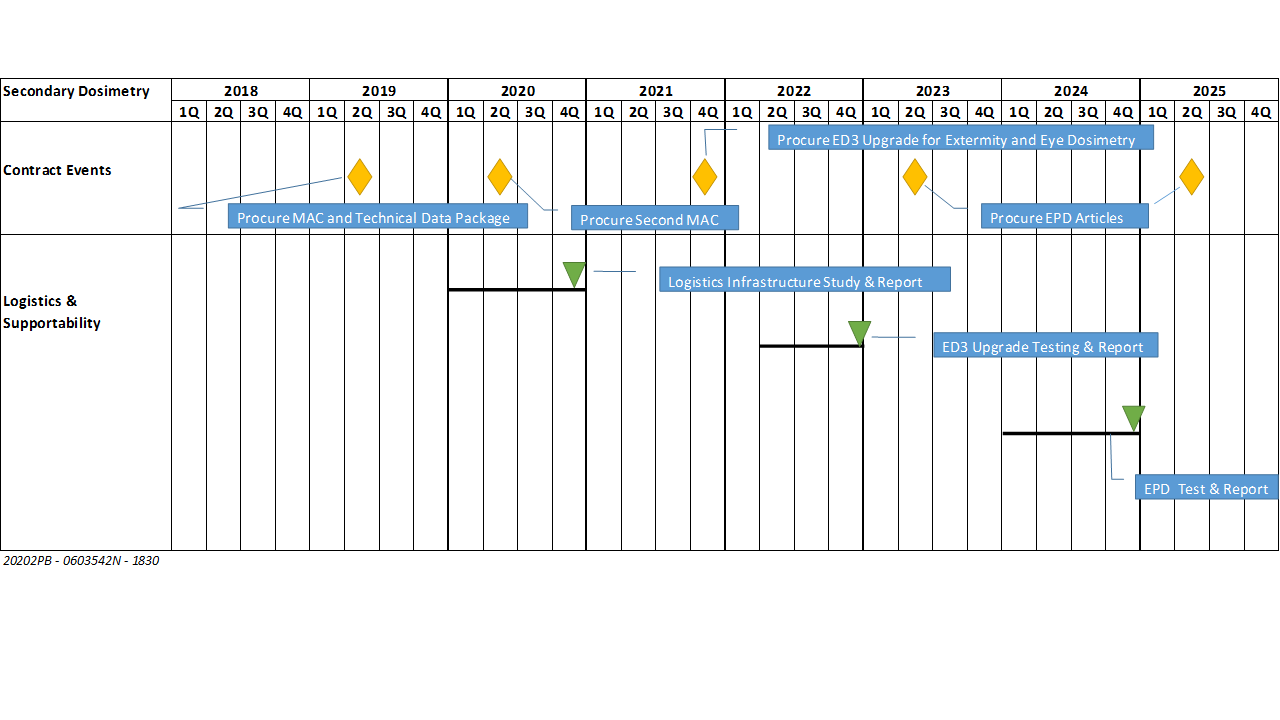 Secondary Dosimetry 2018 2019 2020 2021 2022 2023 2024 2025
1Q 2Q 3Q 4Q 1Q 2Q 3Q 4Q 1Q 2Q 3Q 4Q 1Q 2Q 3Q 4Q 1Q 2Q 3Q 4Q 1Q 2Q 3Q 4Q 1Q 2Q 3Q 4Q 1Q 2Q 3Q 4Q
Procure ED3 Upgrade for Extermity and Eye Dosimetry
Contract Events
Procure MAC and Technical Data Package
Procure Second MAC
Procure EPD Articles
Logistics Infrastructure Study & Report
Logistics &
Supportability
ED3 Upgrade Testing & Report
EPD Test & Report
20202PB - 0603542N - 1830